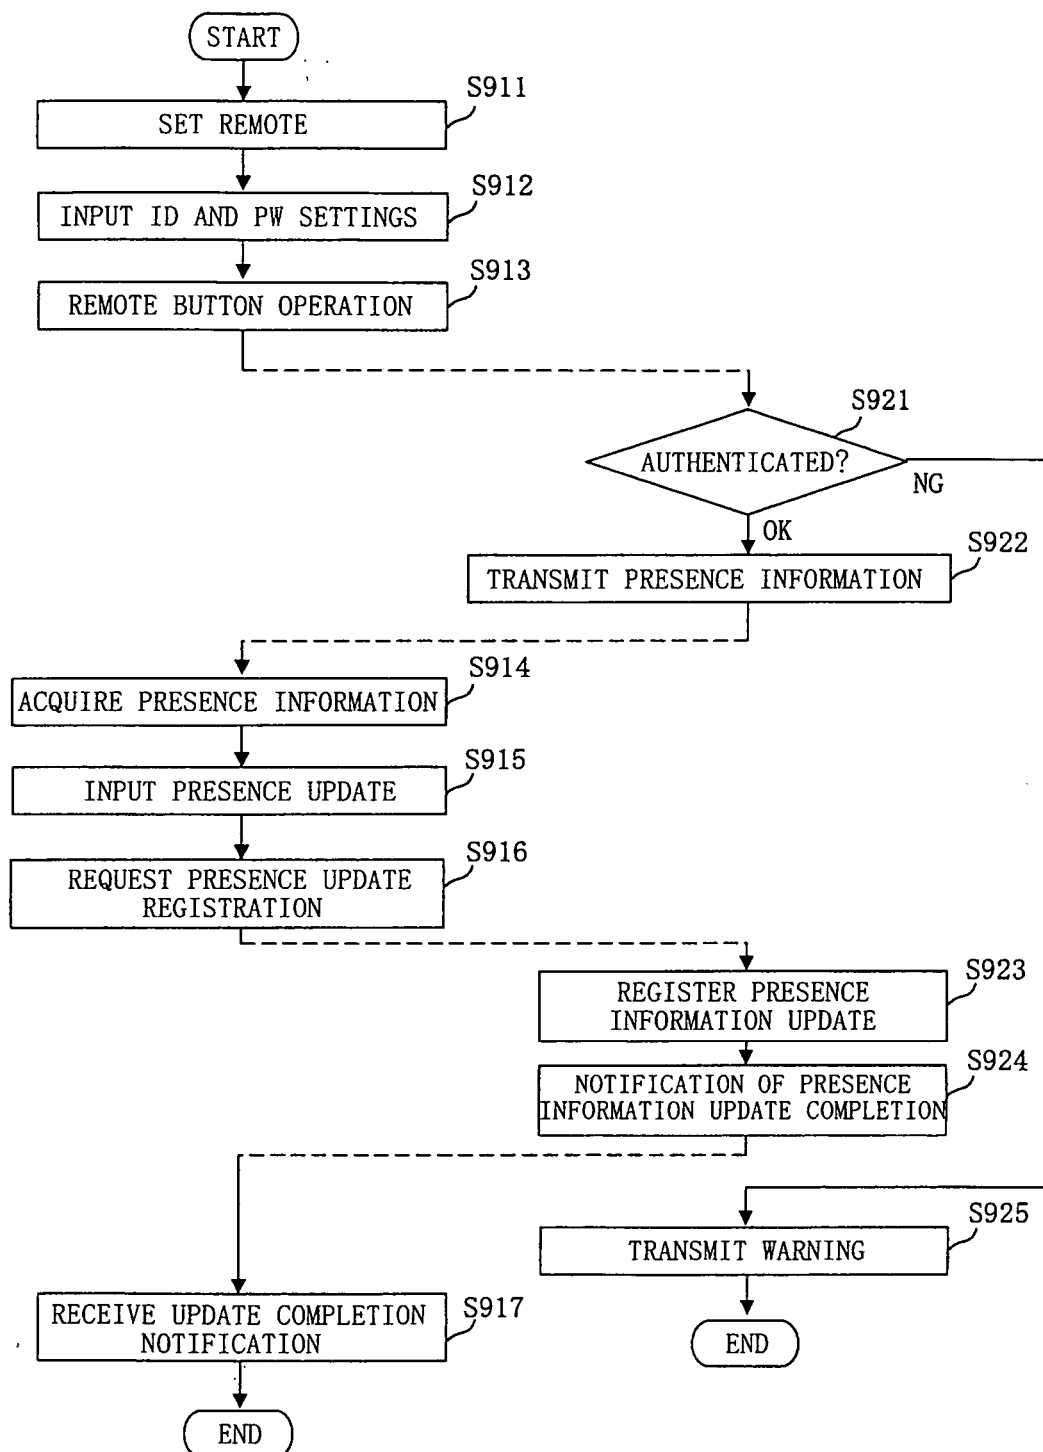 START
S911
SET REMOTE
S912
INPUT ID AND PW SETTINGS
S913
REMOTE BUTTON OPERATION
S921
AUTHENTICATED?
NG
OK
S922
TRANSMIT PRESENCE INFORMATION
S914
ACQUIRE PRESENCE INFORMATION
S915
INPUT PRESENCE UPDATE
S916
REQUEST PRESENCE UPDATE
REGISTRATION
S923
REGISTER PRESENCE
INFORMATION UPDATE
S924
NOTIFICATION OF PRESENCE
INFORMATION UPDATE COMPLETION
S925
TRANSMIT WARNING
S917
RECEIVE UPDATE COMPLETION
NOTIFICATION
END
END